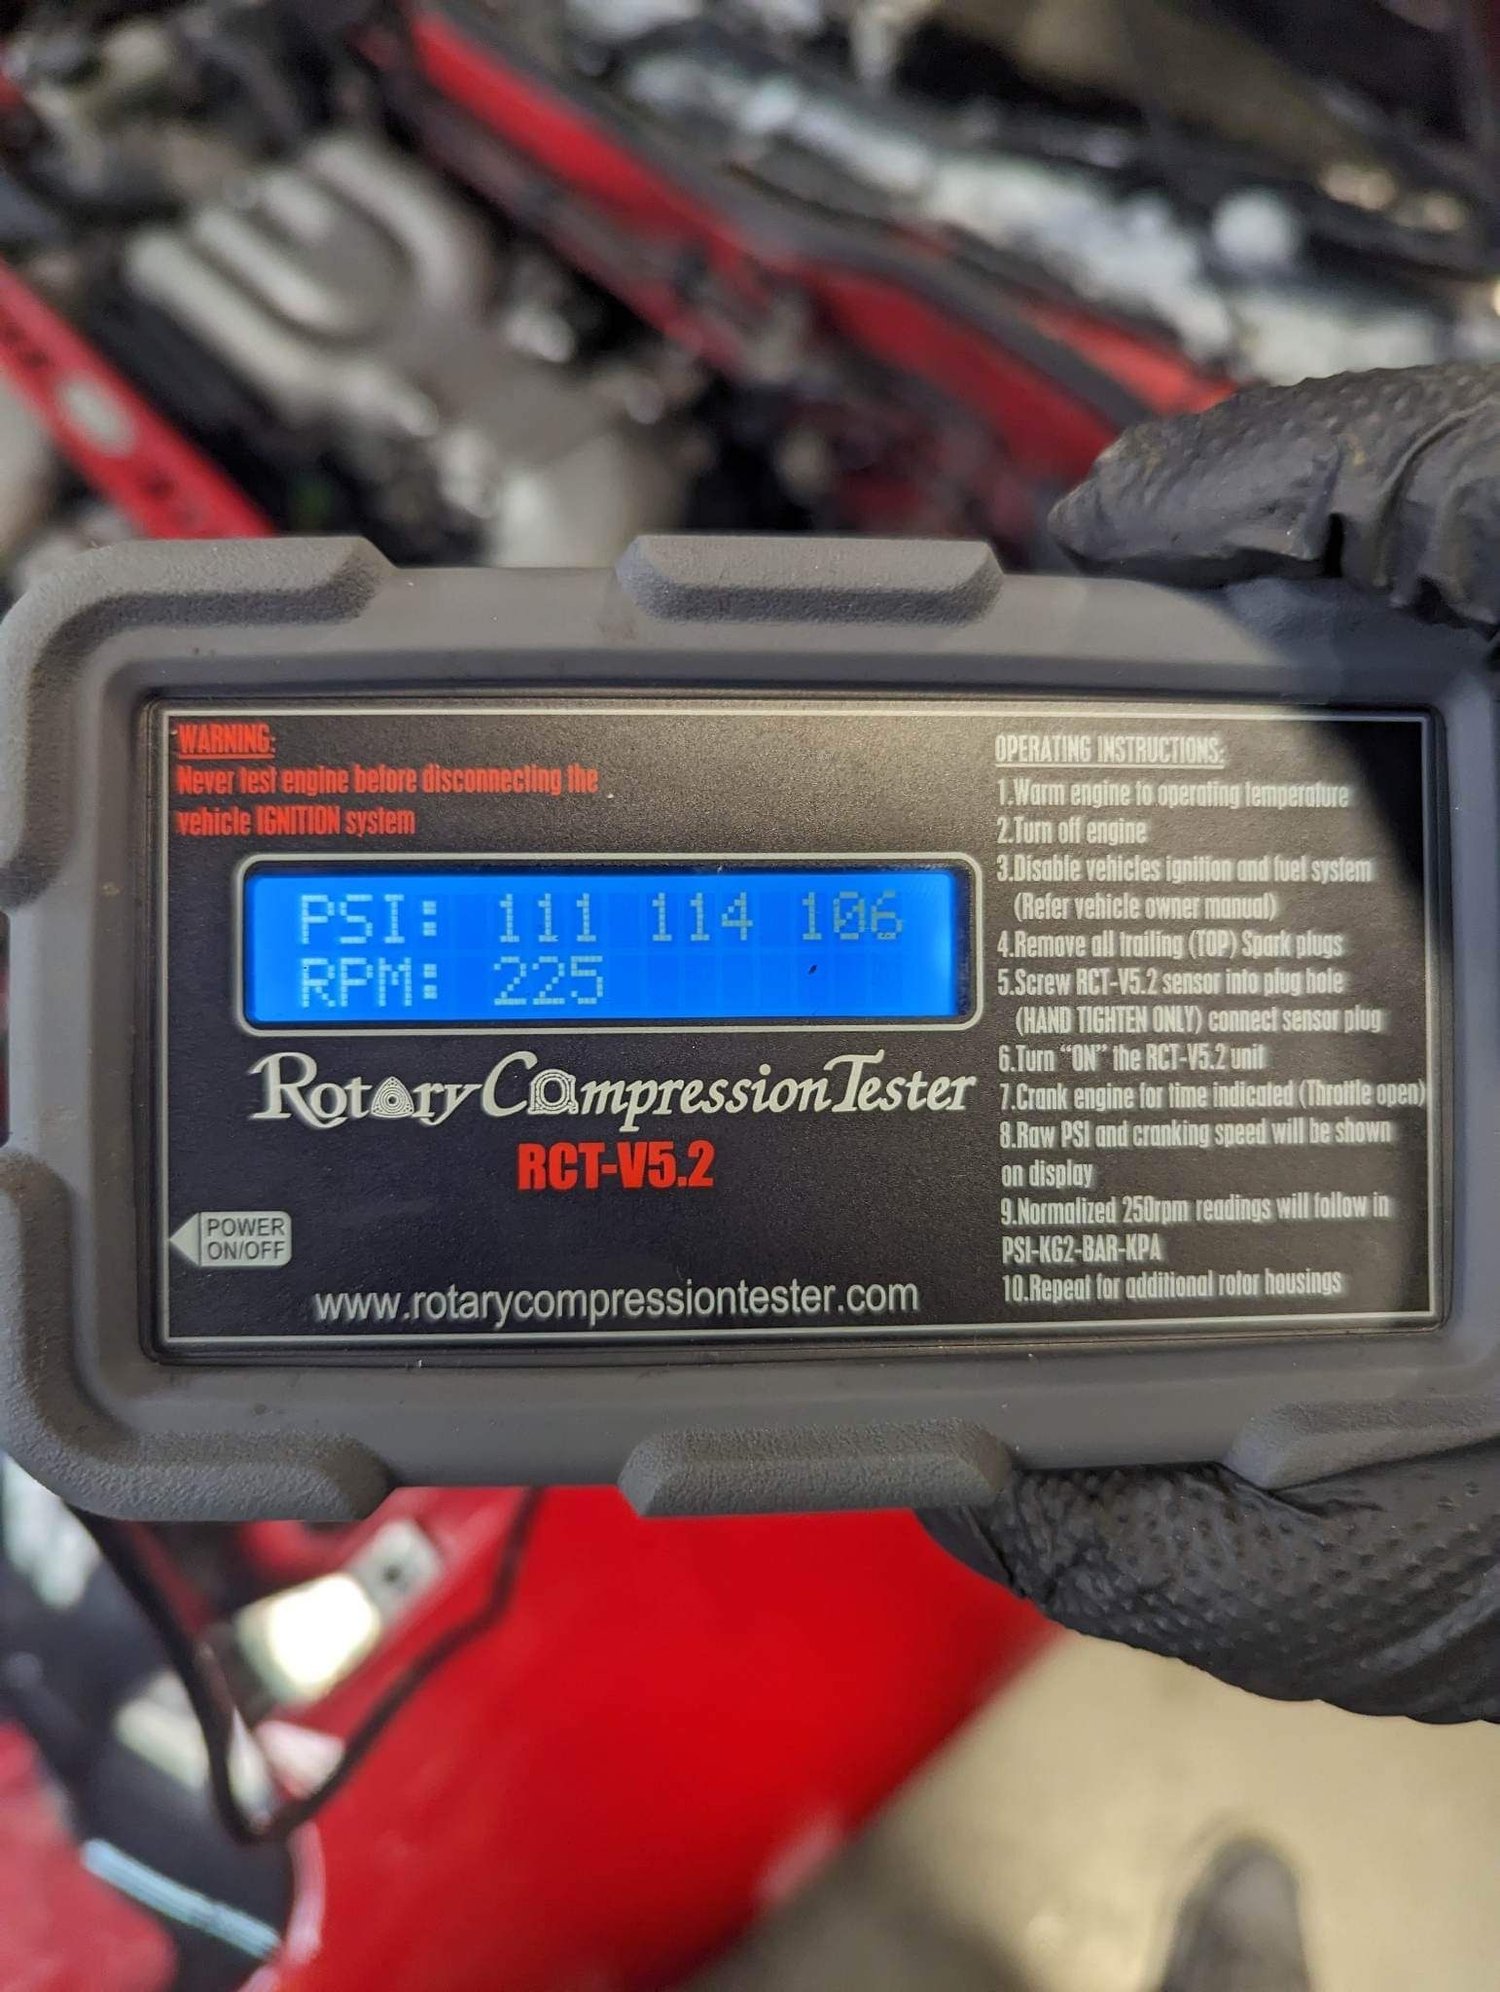 WARNING:
Never test engine before disconnecting the
vehicle IGNITION system
PSI: 111 114 106
RPM: 225
Rotary Compression Tester
RCT-V5.2
POWER
ON/OFF
www.rotarycompressiontester.com
OPERATING INSTRUCTIONS:
1.Warm engine to operating temperature
2.Turn off engine
3.Disable vehicles ignition and fuel system
(Refer vehicle owner manual)
4.Remove all trailing (TOP) Spark plugs
5.Screw RCT-V5.2 sensor into plug hole
(HAND TIGHTEN ONLY) connect sensor plug
6.Turn “ON” the RCT-V5.2 unit
7.Crank engine for time indicated (Throttle open)
8.Raw PSI and cranking speed will be shown
on display
9.Normalized 250rpm readings will follow in
PSI-KG2-BAR-KPA
10.Repeat for additional rotor housings